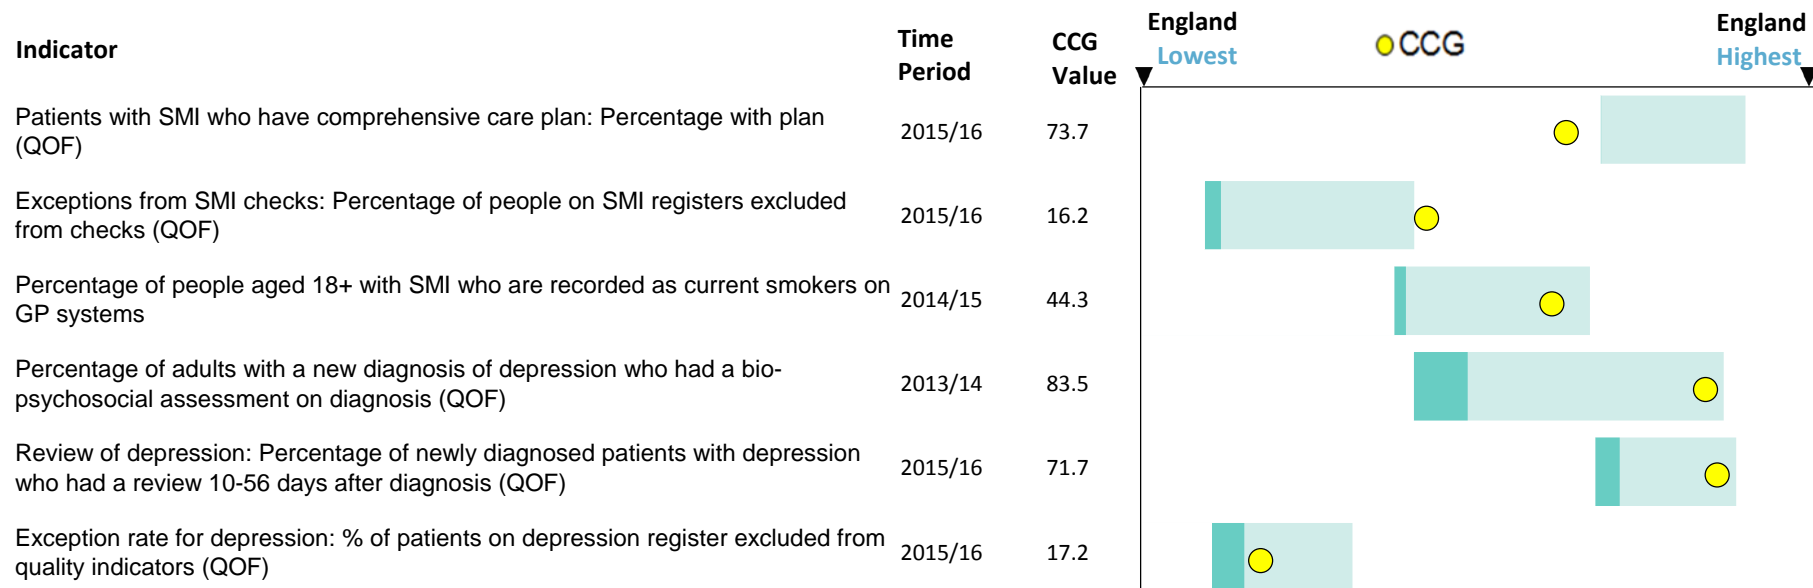 Indicator
Time
Period
CCG
Value
England
Lowest
CCG
England
Highest
Patients with SMI who have comprehensive care plan: Percentage with plan
(QOF)
2015/16
73.7
Exceptions from SMI checks: Percentage of people on SMI registers excluded
from checks (QOF)
2015/16
16.2
Percentage of people aged 18+ with SMI who are recorded as current smokers on
GP systems
2014/15
44.3
Percentage of adults with a new diagnosis of depression who had a bio-
psychosocial assessment on diagnosis (QOF)
2013/14
83.5
Review of depression: Percentage of newly diagnosed patients with depression
who had a review 10-56 days after diagnosis (QOF)
2015/16
71.7
Exception rate for depression: % of patients on depression register excluded from
quality indicators (QOF)
2015/16
17.2